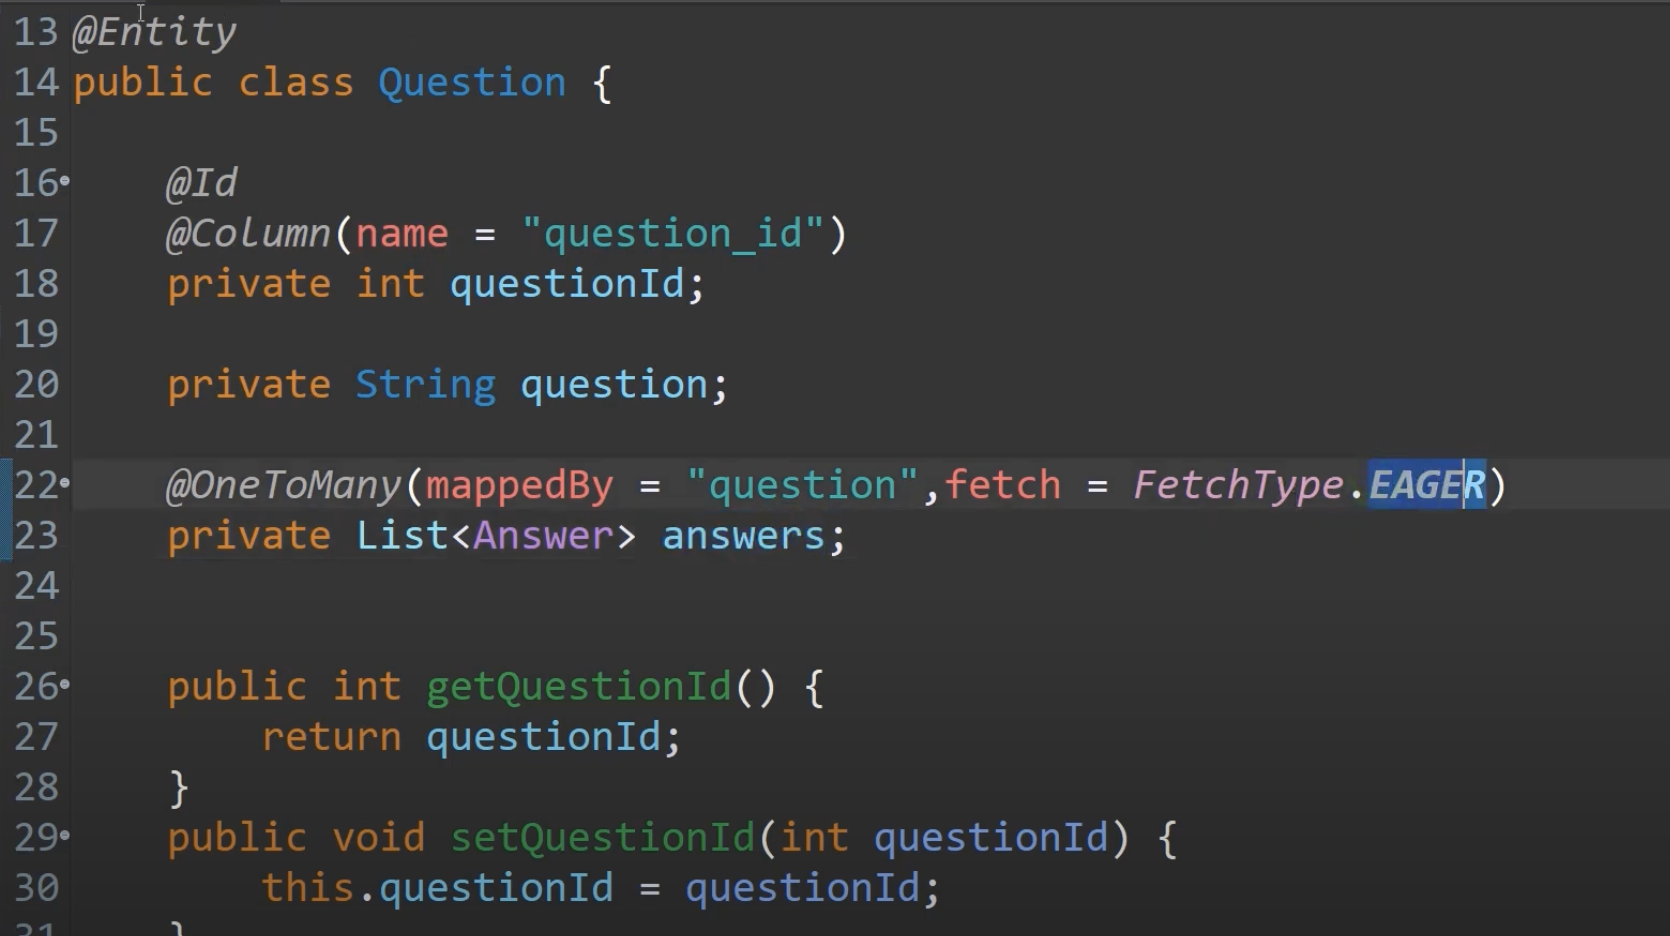 13 @Entity
14 public class Question {
15
16 @Id
17 @Column(name = "question_id")
18 private int questionId;
19
20 private String question;
21
22 @OneToMany(mappedBy = "question",fetch = FetchType.EAGER)
23 private List<Answer> answers;
24
25
26 public int getQuestionId() {
27 return questionId;
28 }
29 public void setQuestionId(int questionId) {
30 this.questionId = questionId;
31 }